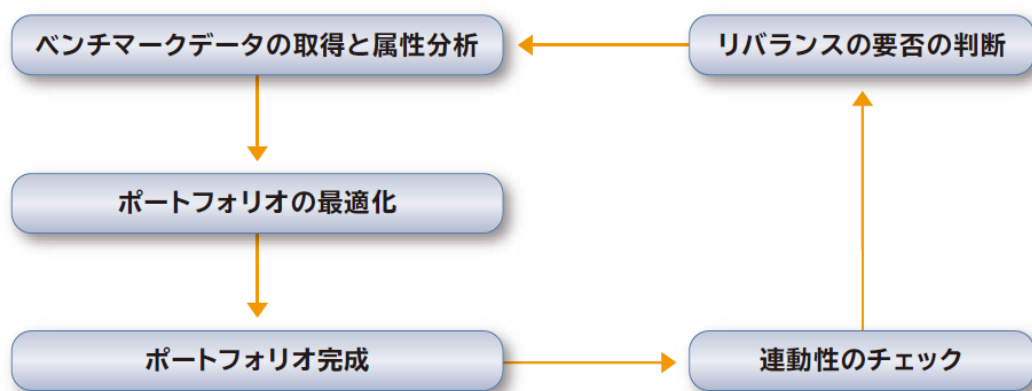 ベンチマークデータの取得と属性分析
リバランスの要否の判断
ポートフォリオの最適化
ポートフォリオ完成
連動性のチェック